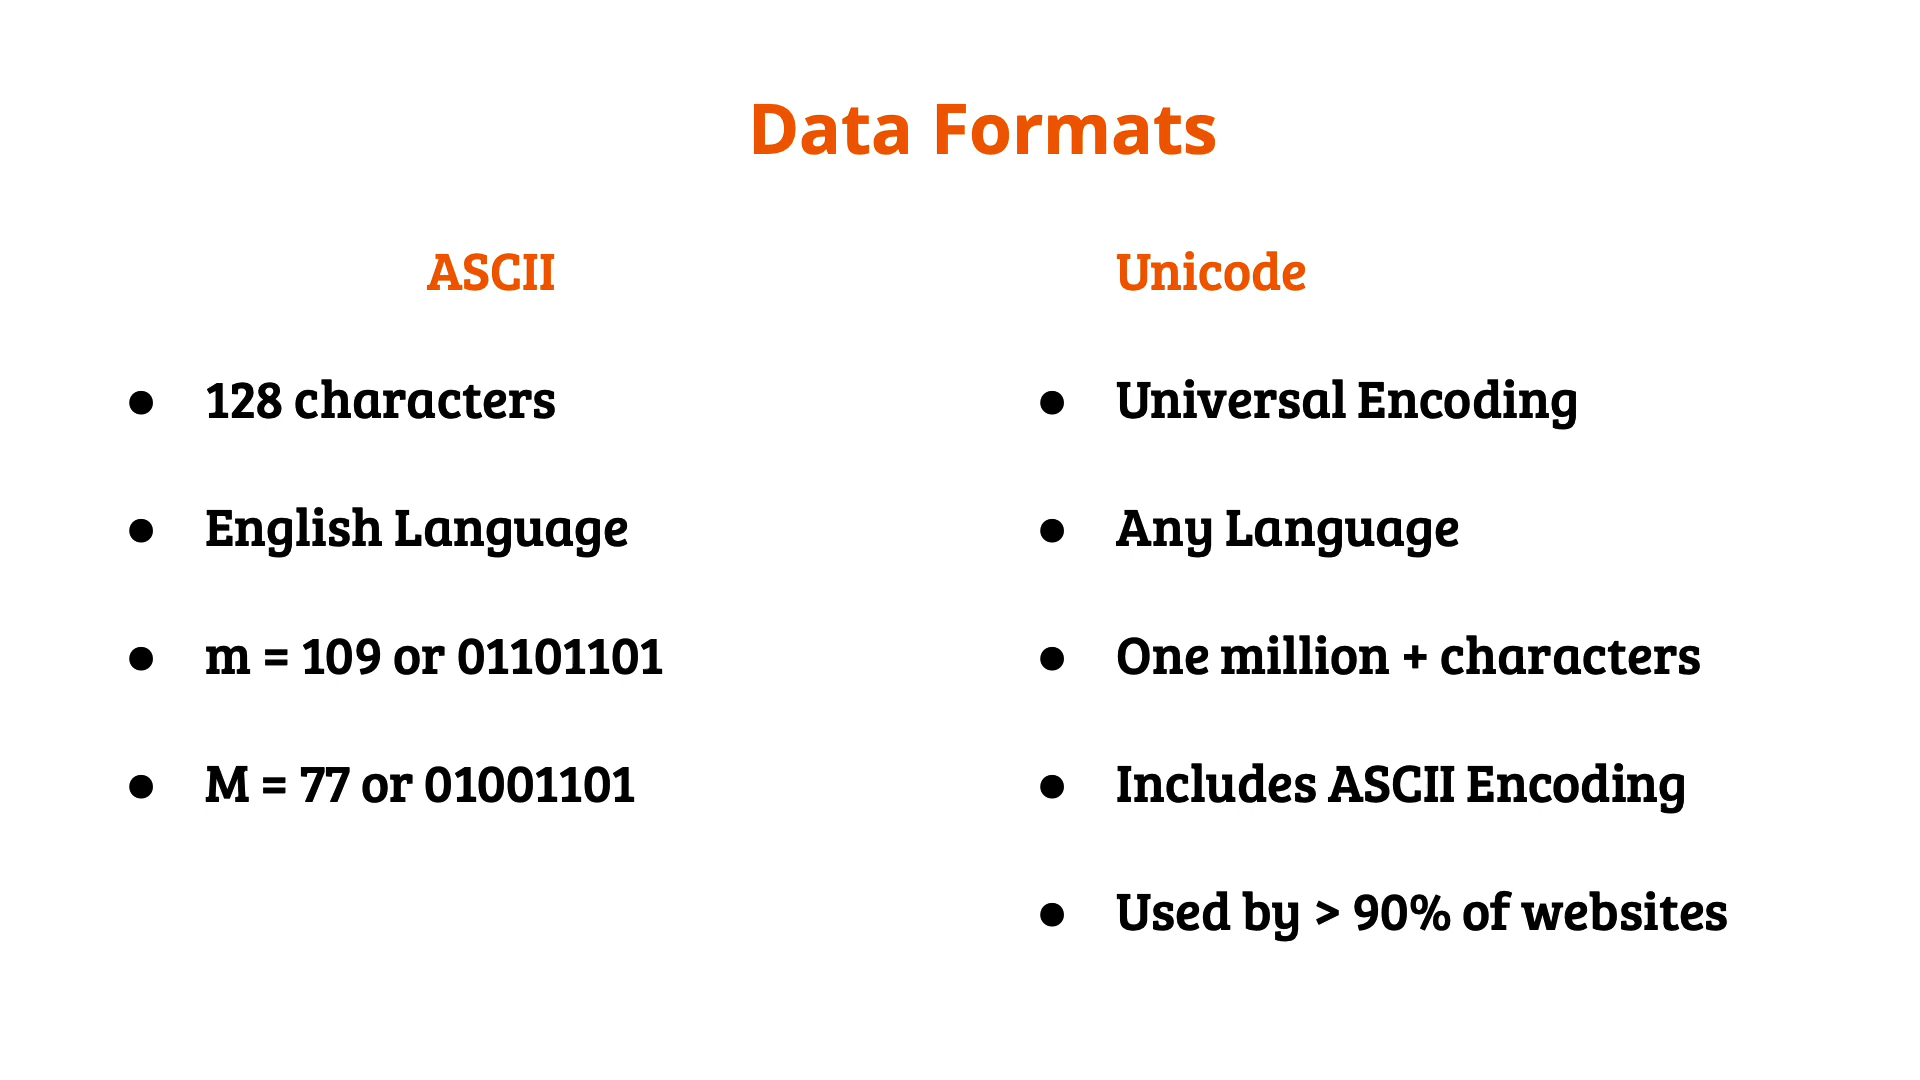 Data Formats
ASCII
● 128 characters
● English Language
● m = 109 or 01101101
● M = 77 or 01001101
Unicode
● Universal Encoding
● Any Language
● One million + characters
● Includes ASCII Encoding
● Used by > 90% of websites